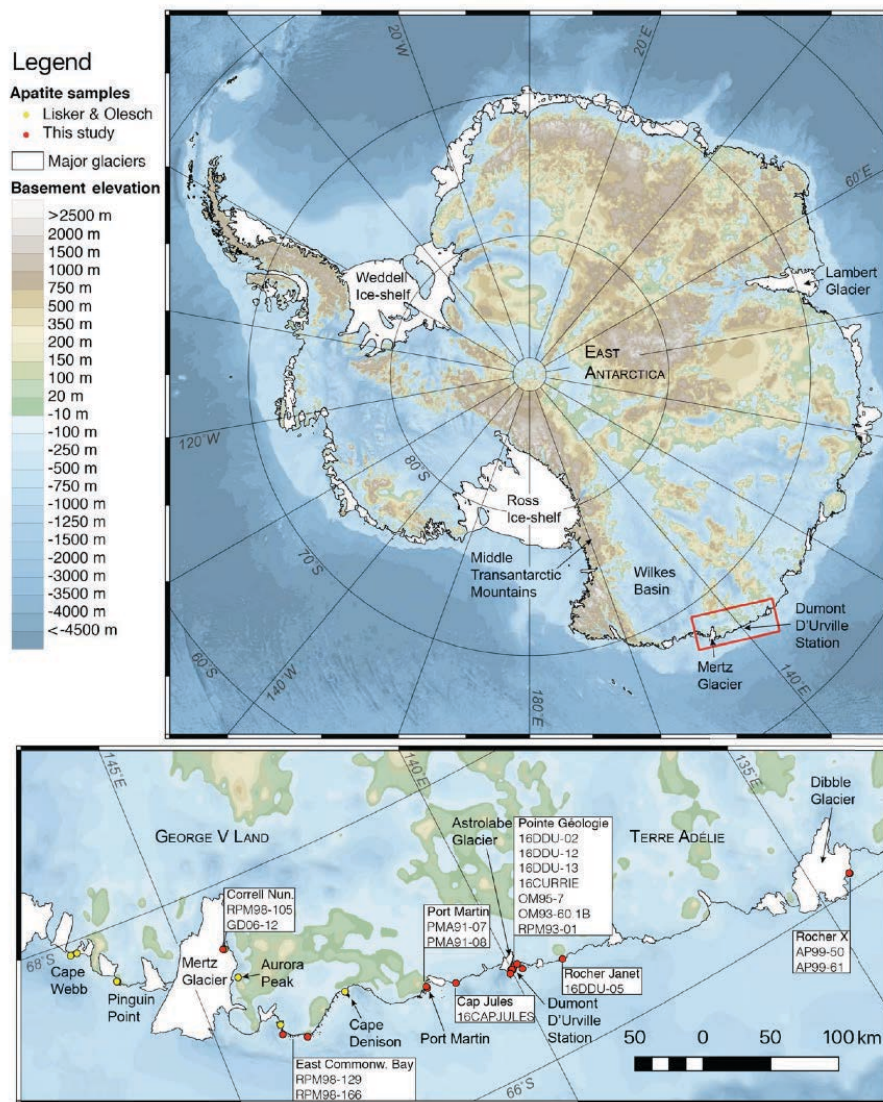 Legend
Apatite samples
Lisker & Olesch
This study
Major glaciers
Basement elevation
>2500 m
2000 m
1500 m
1000 m
750 m
500 m
350 m
200 m
150 m
100 m
20 m
-10 m
-100 m
-250 m
-500 m
-750 m
-1000 m
-1250 m
-1500 m
-2000 m
-3000 m
-3500 m
-4000 m
<-4500 m
20˚W
20˚E
60˚E
Weddell
Ice-shelf
Lambert
Glacier
EAST
ANTARCTICA
120˚W
80˚S
Ross
Ice-shelf
70˚S
Middle
Transantarctic
Mountains
Wilkes
Basin
Dumont
D'Urville
Station
Mertz
Glacier
60˚S
140˚W
180˚E
140˚E
145˚E
140˚E
135˚E
Dibble
Glacier
GEORGE V LAND
Astrolabe
Glacier
Pointe Géologie
16DDU-02
16DDU-12
16DDU-13
16CURRIE
OM95-7
OM93-60.1B
RPM93-01
TERRE ADÉLIE
Correll Nun.
RPM98-105
GD06-12
Port Martin
PMA91-07
PMA91-08
68˚S
Cape
Webb
Pinguin
Point
Mertz
Glacier
Aurora
Peak
Cape
Denison
Port Martin
Cap Jules
16CAPJULES
Dumont
D'Urville
Station
Rocher Janet
16DDU-05
Rocher X
AP99-50
AP99-61
East Commonw. Bay
RPM98-129
RPM98-166
66˚S
50 0 50 100 km